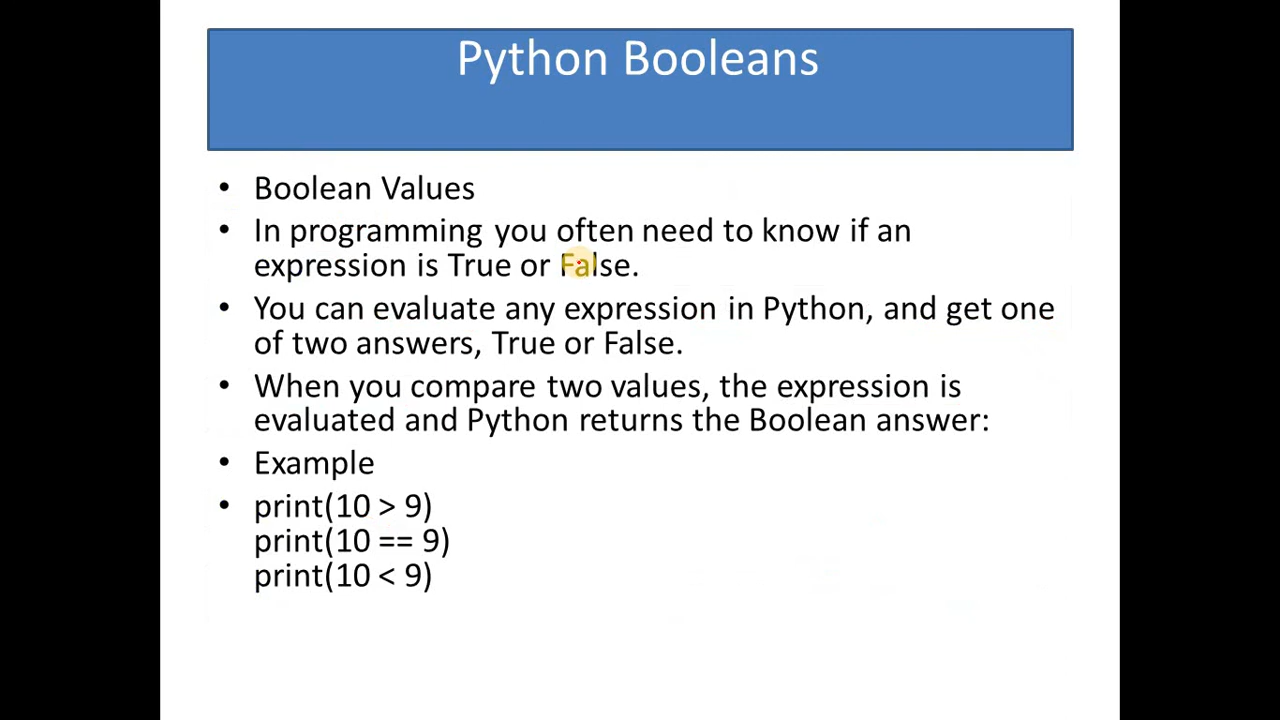 Python Booleans
• Boolean Values
• In programming you often need to know if an
expression is True or False.
• You can evaluate any expression in Python, and get one
of two answers, True or False.
• When you compare two values, the expression is
evaluated and Python returns the Boolean answer:
• Example
• print(10 > 9)
print(10 == 9)
print(10 < 9)